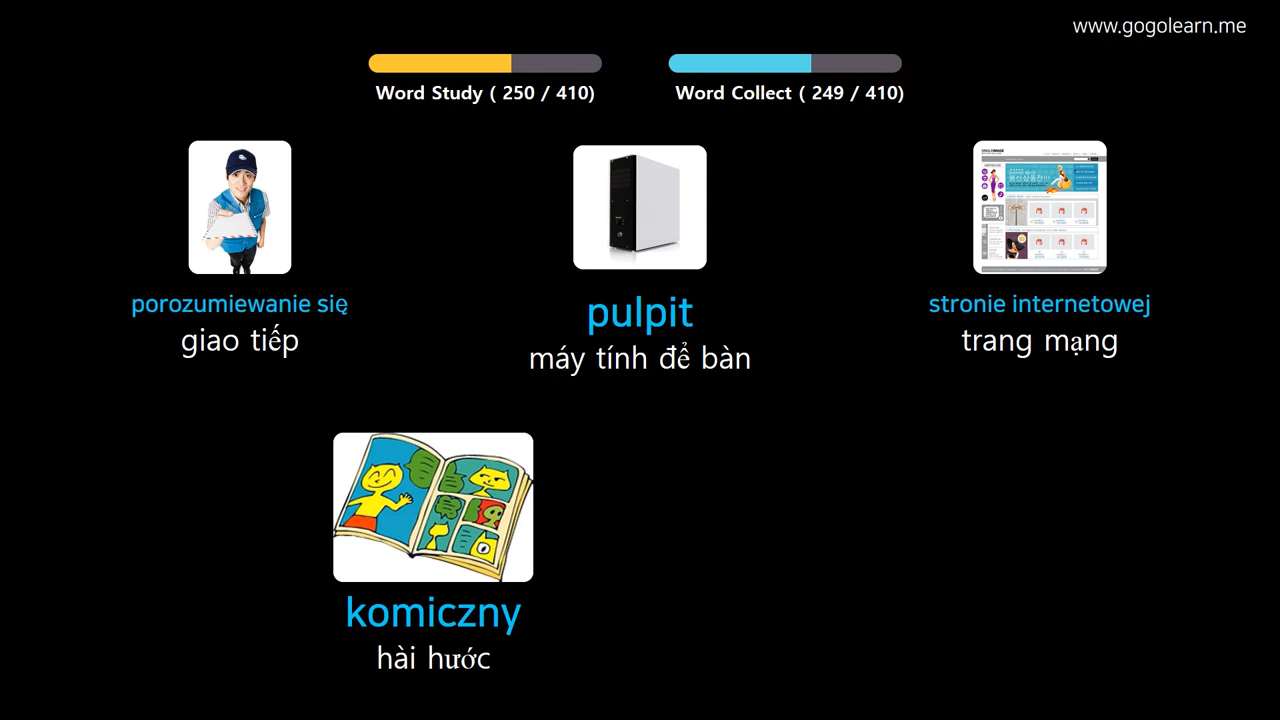 www.gogolearn.me
Word Study ( 250 / 410)
Word Collect ( 249 / 410)
porozumiewanie się
giao tiếp
pulpit
máy tính để bàn
stronie internetowej
trang mạng
komiczny
hài hước